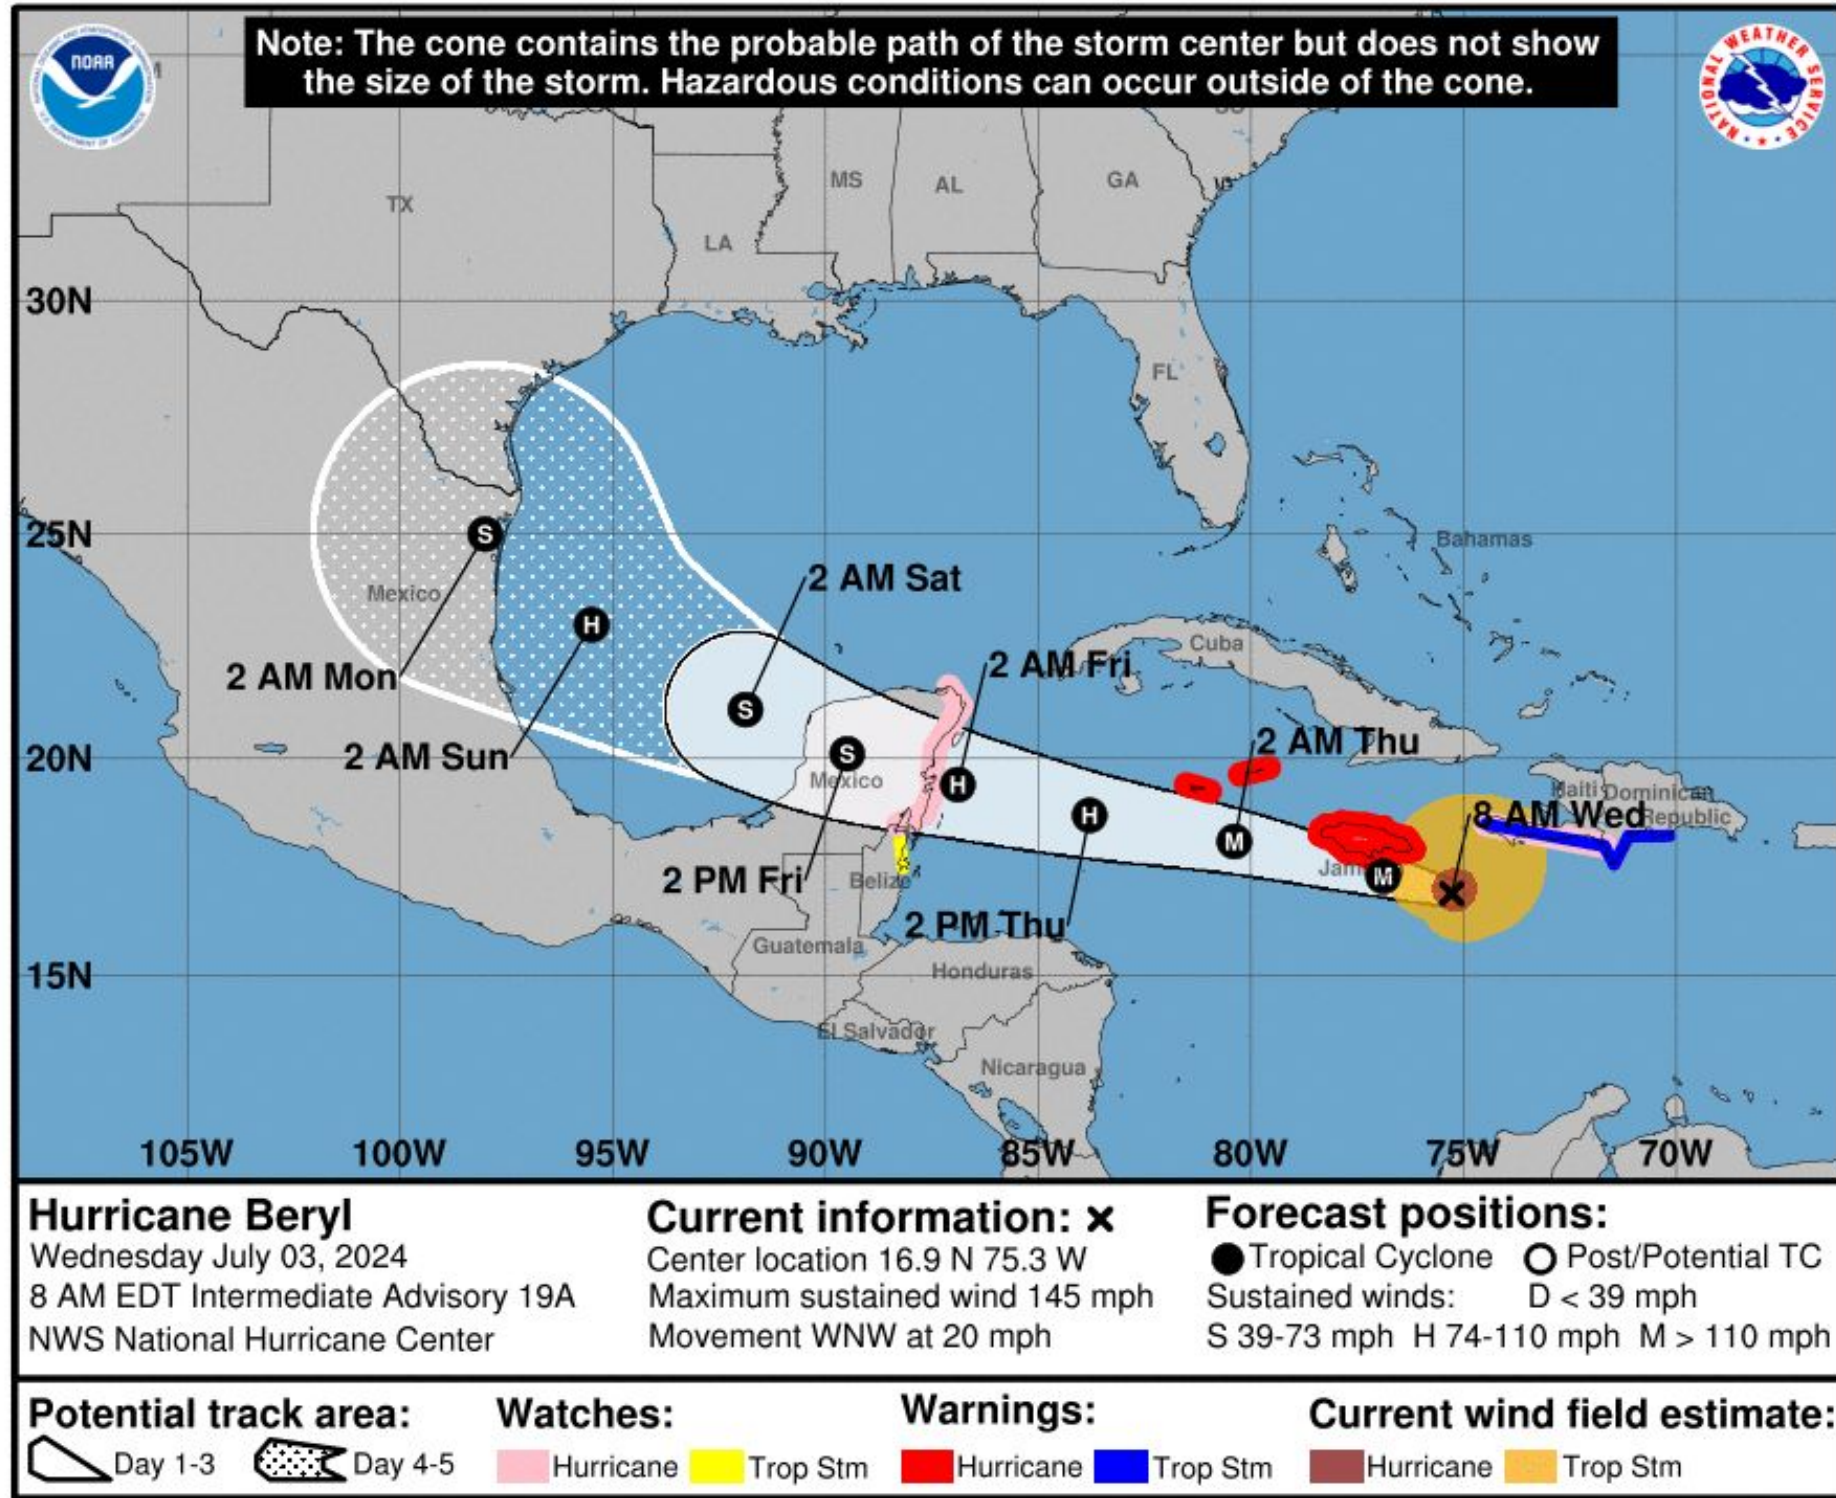 Note: The cone contains the probable path of the storm center but does not show
the size of the storm. Hazardous conditions can occur outside of the cone.
NOAA
NATIONAL WEATHER SERVICE
TX
LA
MS
AL
GA
30N
FL
25N
Bahamas
Mexico
2 AM Sat
Cuba
2 AM Mon
2 AM Fri
2 AM Sun
20N
2 AM Thu
Mexico
Haiti
Dominican
Republic
8 AM Wed
2 PM Fri
Belize
2 PM Thu
Guatemala
Honduras
15N
El Salvador
Nicaragua
S
H
S
S
H
H
M
M
105W 100W 95W 90W 85W 80W 75W 70W
Hurricane Beryl
Wednesday July 03, 2024
8 AM EDT Intermediate Advisory 19A
NWS National Hurricane Center
Current information: x
Center location 16.9 N 75.3 W
Maximum sustained wind 145 mph
Movement WNW at 20 mph
Forecast positions:
Tropical Cyclone Post/Potential TC
Sustained winds: D < 39 mph
S 39-73 mph H 74-110 mph M > 110 mph
Potential track area:
Day 1-3 Day 4-5
Watches:
Hurricane Trop Stm
Warnings:
Hurricane Trop Stm
Current wind field estimate:
Hurricane Trop Stm